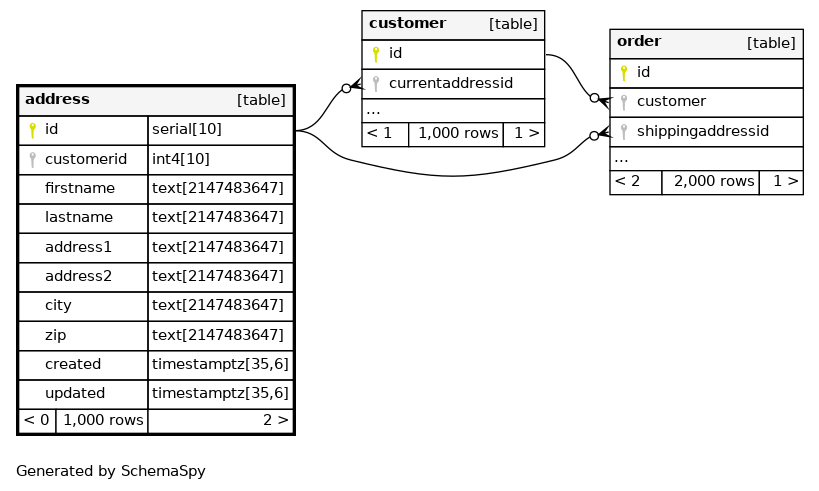 customer [table]
id
currentaddressid
...
< 1 1,000 rows 1 >
order [table]
id
customer
shippingaddressid
...
< 2 2,000 rows 1 >
address [table]
id serial[10]
customerid int4[10]
firstname text[2147483647]
lastname text[2147483647]
address1 text[2147483647]
address2 text[2147483647]
city text[2147483647]
zip text[2147483647]
created timestamptz[35,6]
updated timestamptz[35,6]
< 0 1,000 rows 2 >
Generated by SchemaSpy